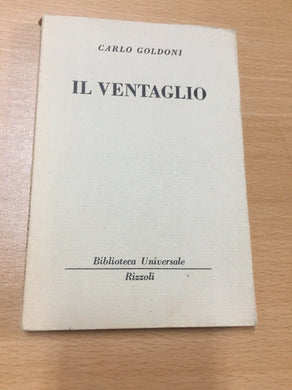 CARLO GOLDONI
IL VENTAGLIO
Biblioteca Universale
Rizzoli